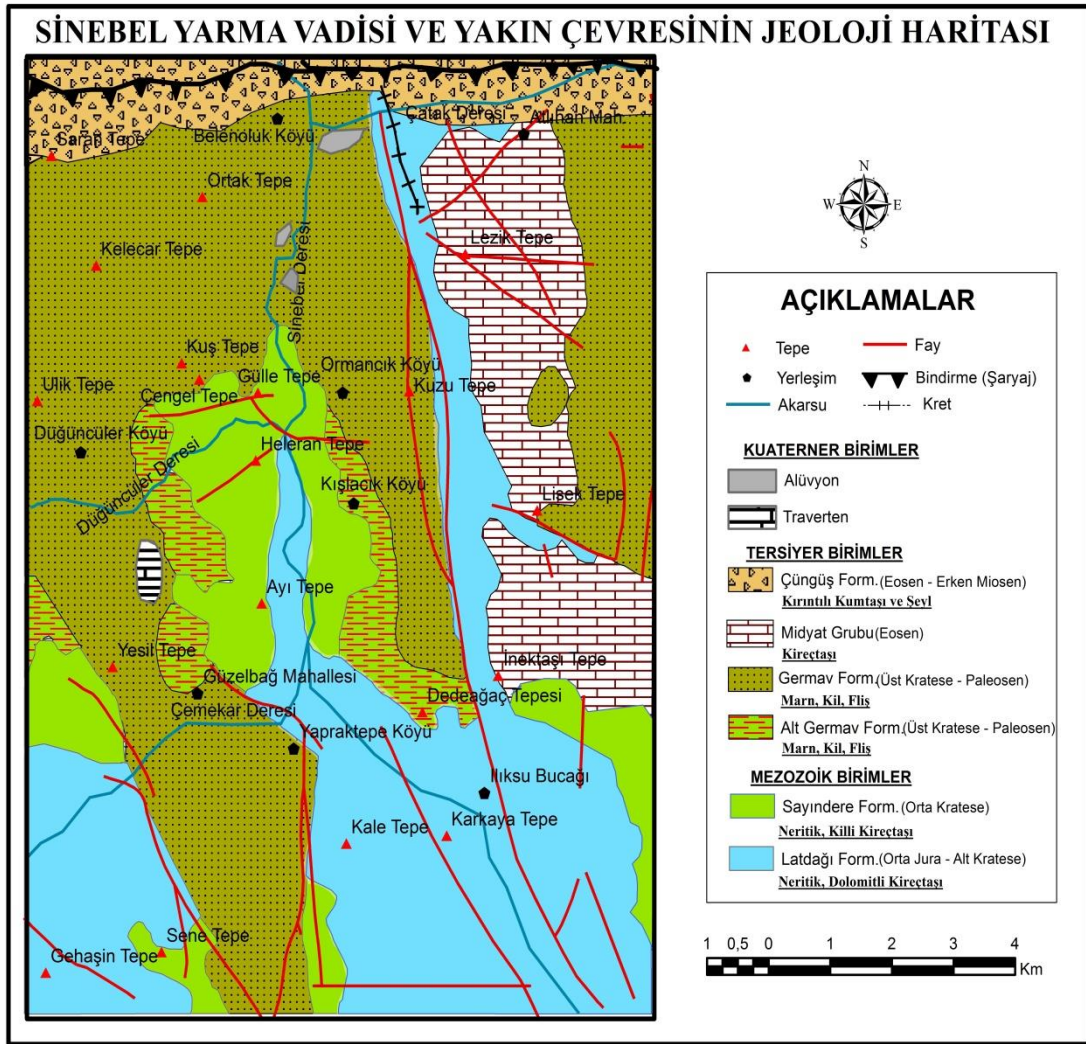 SİNEBEL YARMA VADİSİ VE YAKIN ÇEVRESİNİN JEOLOJİ HARİTASI
Çatak Deresi
Allıhan Mah.
Belenoluk Köyü
Saran Tepe
Ortak Tepe
Kelecar Tepe
Sinebel Deresi
Lezik Tepe
Kuş Tepe
Ormancık Köyü
Ulik Tepe
Gülle Tepe
Kuzu Tepe
Çengel Tepe
Düğüncüler Köyü
Heleran Tepe
Düğüncüler Deresi
Kışlacık Köyü
Lisek Tepe
Ayı Tepe
Yesil Tepe
İnektaşı Tepe
Güzelbağ Mahallesi
Dedeağaç Tepesi
Çemekar Deresi
Yapraktepe Köyü
Ilıksu Bucağı
Kale Tepe
Karkaya Tepe
Sene Tepe
Gehaşin Tepe
N
W E
S
AÇIKLAMALAR
Tepe Fay
Yerleşim Bindirme (Şaryaj)
Akarsu Kret
KUATERNER BİRİMLER
Alüvyon
Traverten
TERSİYER BİRİMLER
Çüngüş Form. (Eosen - Erken Miosen)
Kırıntılı Kumtaşı ve Şeyl
Midyat Grubu (Eosen)
Kireçtaşı
Germav Form. (Üst Kratese - Paleosen)
Marn, Kil, Fliş
Alt Germav Form.(Üst Kratese - Paleosen)
Marn, Kil, Fliş
MEZOZOİK BİRİMLER
Sayındere Form. (Orta Kratese)
Neritik, Killi Kireçtaşı
Latdağı Form.(Orta Jura - Alt Kratese)
Neritik, Dolomitli Kireçtaşı
1 0,5 0 1 2 3 4
Km